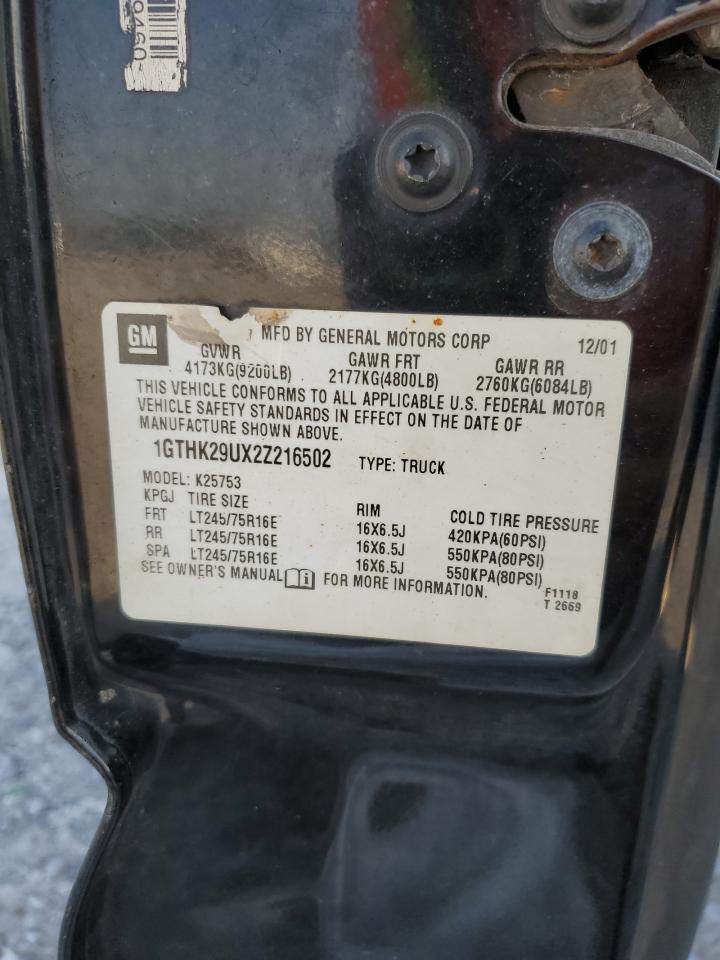 09460
GM
MFD BY GENERAL MOTORS CORP 12/01
GVWR GAWR FRT GAWR RR
4173KG(9200LB) 2177KG(4800LB) 2760KG(6084LB)
THIS VEHICLE CONFORMS TO ALL APPLICABLE U.S. FEDERAL MOTOR
VEHICLE SAFETY STANDARDS IN EFFECT ON THE DATE OF
MANUFACTURE SHOWN ABOVE.
1GTHK29UX2Z216502 TYPE: TRUCK
MODEL: K25753
KPGJ TIRE SIZE RIM COLD TIRE PRESSURE
FRT LT245/75R16E 16X6.5J 420KPA(60PSI)
RR LT245/75R16E 16X6.5J 550KPA(80PSI)
SPA LT245/75R16E 16X6.5J 550KPA(80PSI)
SEE OWNER'S MANUAL i FOR MORE INFORMATION.
F1118
T 2669